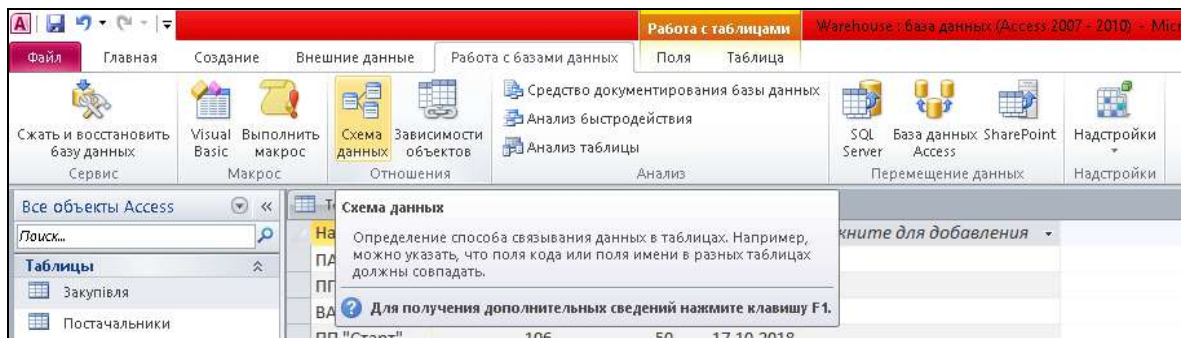 Работа с таблицами Warehouse : база данных (Access 2007 - 2010) -
Файл Главная Создание Внешние данные Работа с базами данных Поля Таблица
Сжать и восстановить базу данных
Visual Basic
Выполнить макрос
Схема данных
Зависимости объектов
Средство документирования базы данных
Анализ быстродействия
Анализ таблицы
SQL Server
База данных Access
SharePoint
Надстройки
Сервис Макрос Отношения Анализ Перемещение данных Надстройки
Все объекты Access
Поиск...
Таблицы
Закупівля
Постачальники
для добавления
Схема данных
Определение способа связывания данных в таблицах. Например,
можно указать, что поля кода или поля имени в разных таблицах
должны совпадать.
Для получения дополнительных сведений нажмите клавишу F1.
ПП "Старт" 106 50 17.10.2018